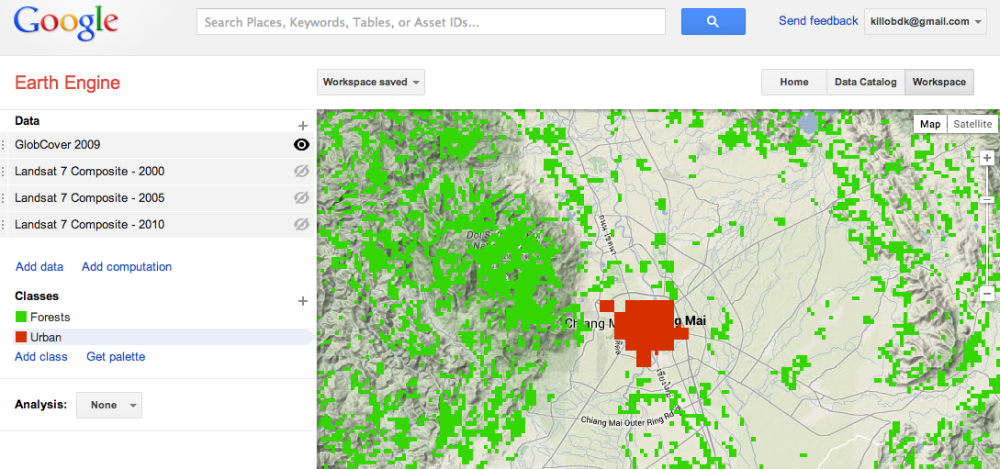 Google
Search Places, Keywords, Tables, or Asset IDs...
Send feedback
killobdk@gmail.com
Earth Engine
Workspace saved
Home
Data Catalog
Workspace
Data
GlobCover 2009
Landsat 7 Composite - 2000
Landsat 7 Composite - 2005
Landsat 7 Composite - 2010
Add data
Add computation
Classes
Forests
Urban
Add class
Get palette
Analysis:
None
Map
Satellite
Doi
Chiang M
g Mai
Chiang Mai Outer Ring Rd